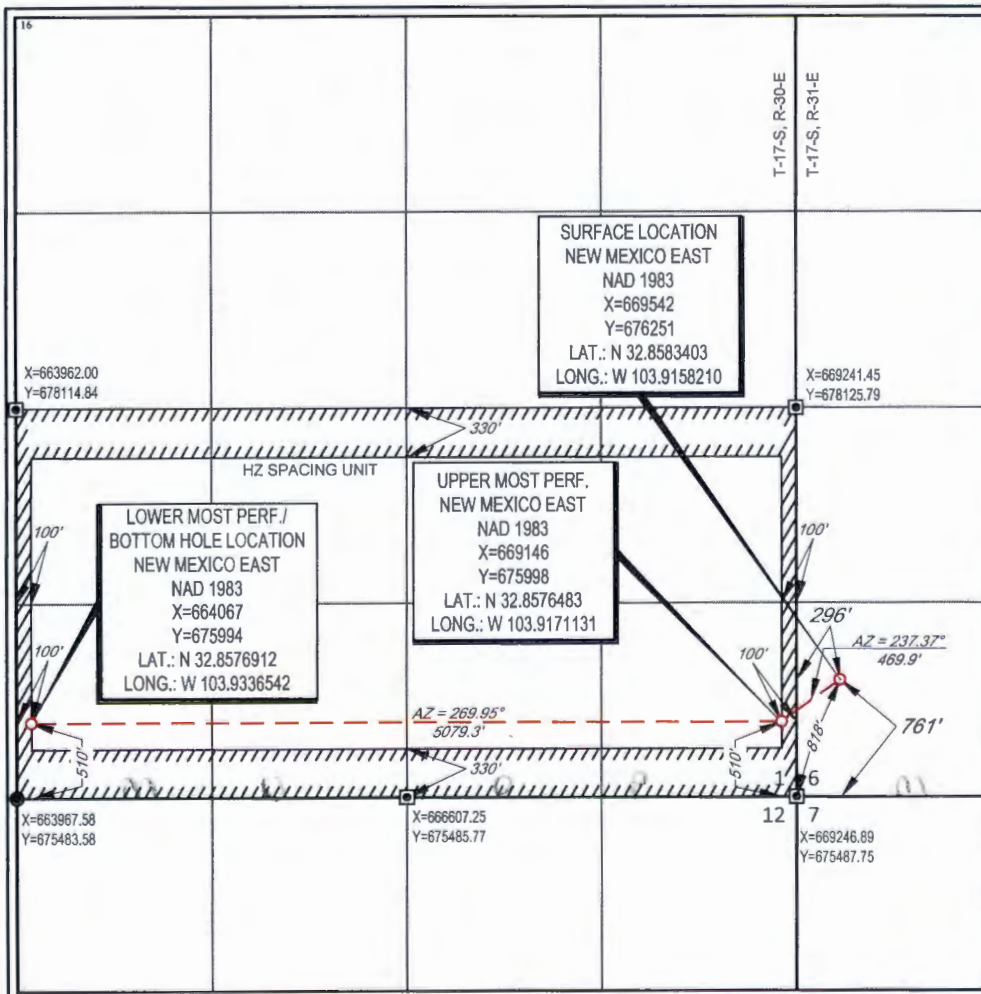 16
T-17-S, R-30-E
T-17-S, R-31-E
SURFACE LOCATION
NEW MEXICO EAST
NAD 1983
X=669542
Y=676251
LAT.: N 32.8583403
LONG.: W 103.9158210
X=663962.00
Y=678114.84
X=669241.45
Y=678125.79
330'
HZ SPACING UNIT
UPPER MOST PERF.
NEW MEXICO EAST
NAD 1983
X=669146
Y=675998
LAT.: N 32.8576483
LONG.: W 103.9171131
LOWER MOST PERF./
BOTTOM HOLE LOCATION
NEW MEXICO EAST
NAD 1983
X=664067
Y=675994
LAT.: N 32.8576912
LONG.: W 103.9336542
100'
100'
296'
AZ = 237.37°
469.9'
100'
100'
AZ = 269.95°
5079.3'
761'
818'
510'
510'
330'
1 6
12 7
X=663967.58
Y=675483.58
X=666607.25
Y=675485.77
X=669246.89
Y=675487.75